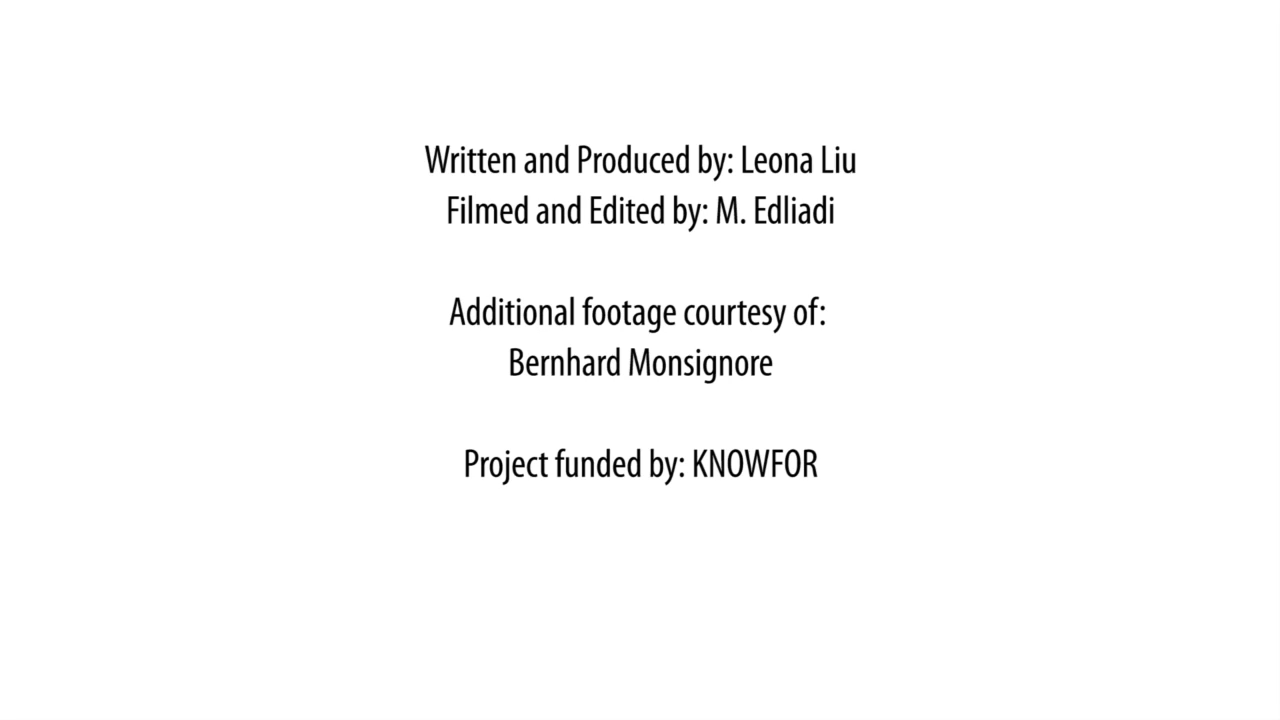 Written and Produced by: Leona Liu
Filmed and Edited by: M. Edliadi
Additional footage courtesy of:
Bernhard Monsignore
Project funded by: KNOWFOR